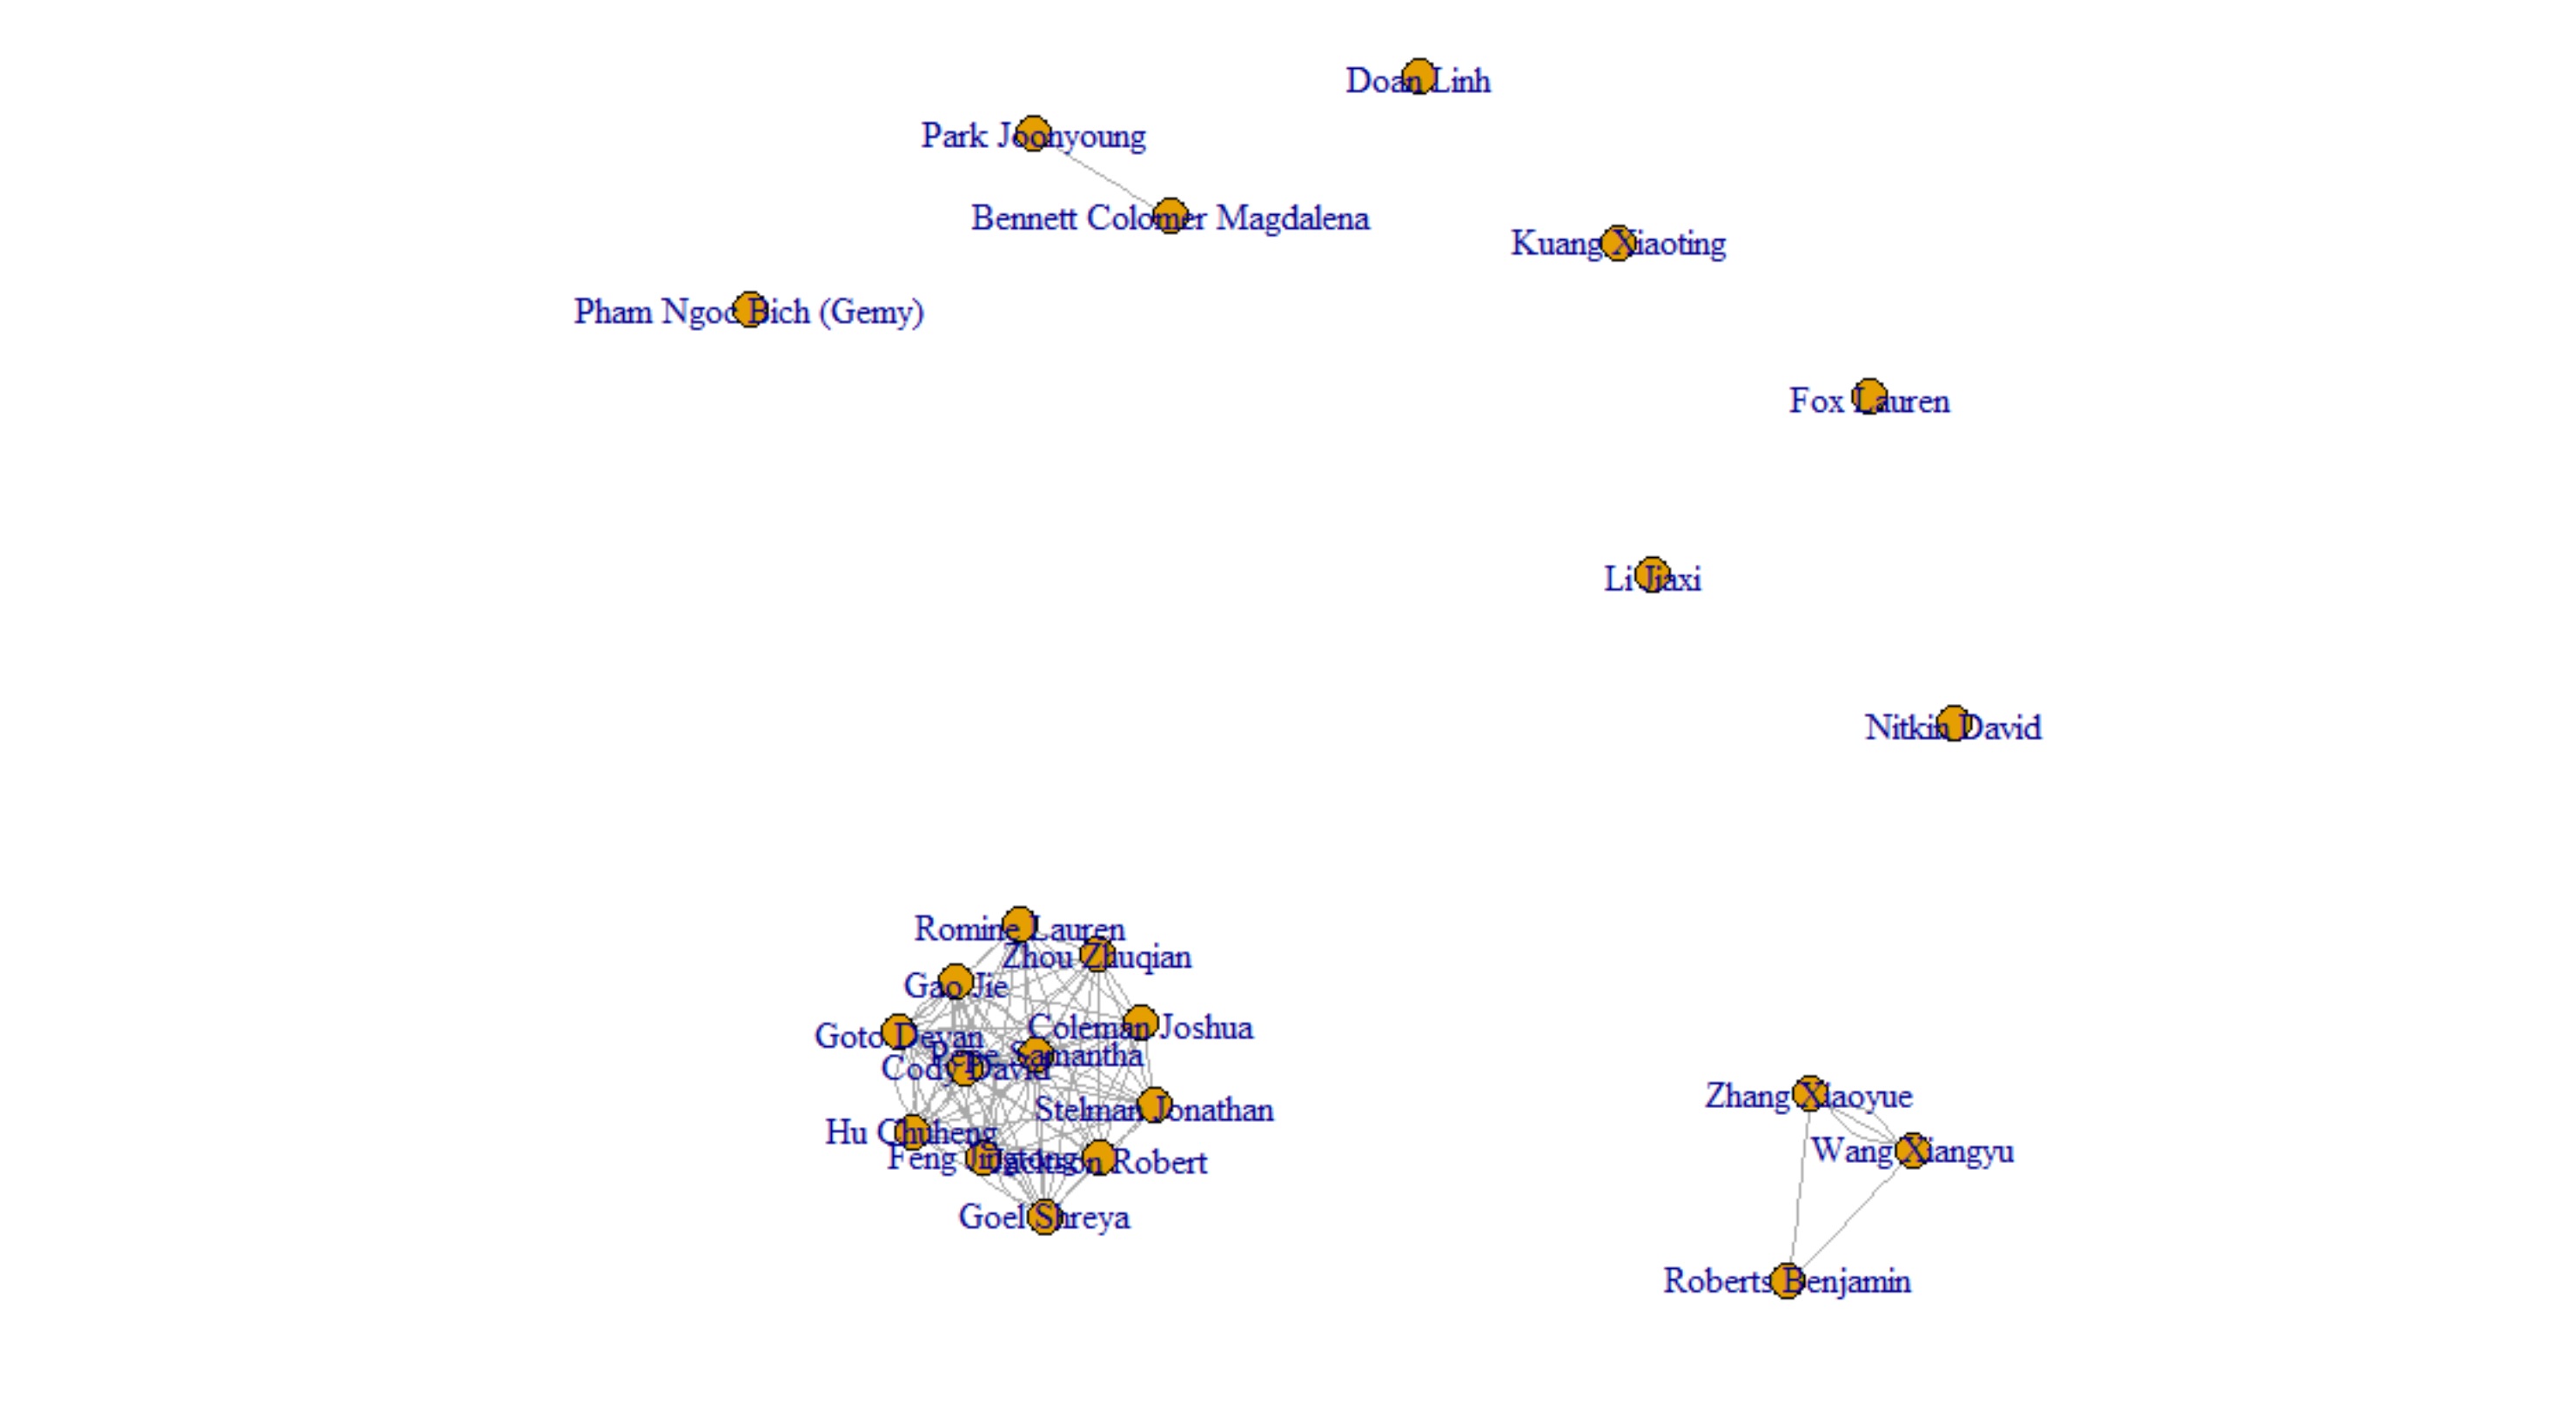 Doan Linh
Park Joonyoung
Bennett Colomer Magdalena
Kuang Xiaoting
Pham Ngoc Bich (Gemy)
Fox Lauren
Li Jiaxi
Nitkin David
Romine Lauren
Zhou Zhuqian
Gao Jie
Coleman Joshua
Goto Devan
Pepe Samantha
Cody David
Zhang Xiaoyue
Stelman Jonathan
Hu Chuheng
Wang Xiangyu
Feng Jingtong
Jackson Robert
Goel Shreya
Roberts Benjamin